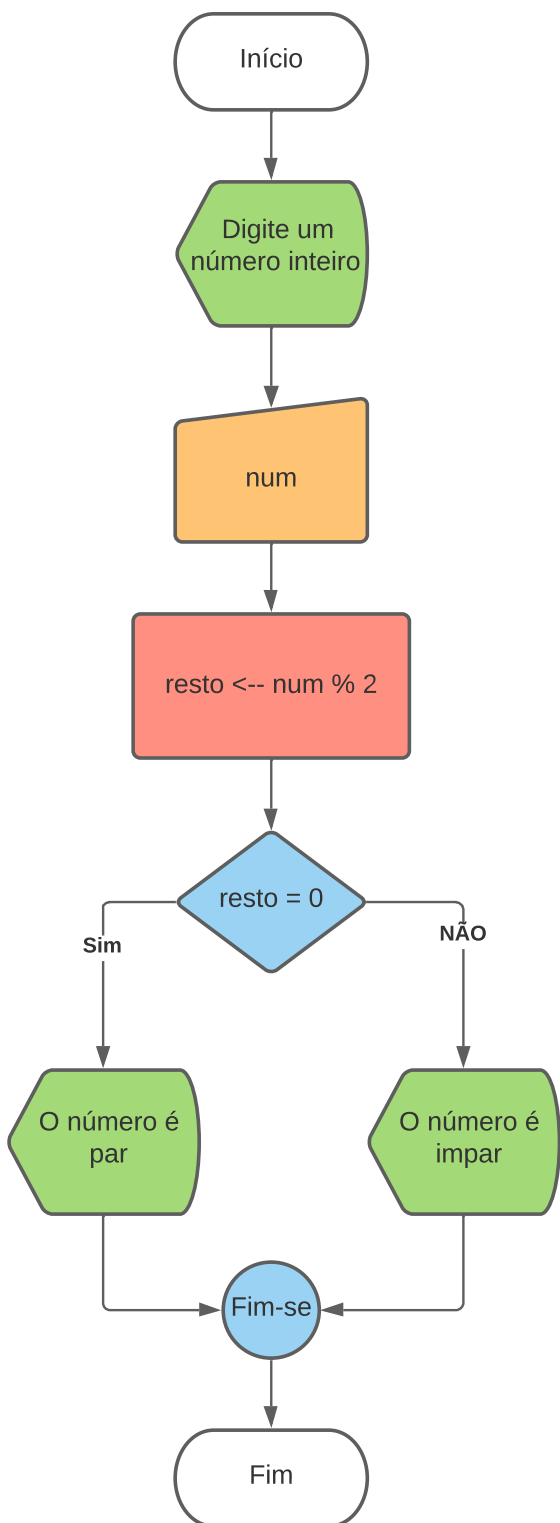 Início
Digite um
número inteiro
num
resto <-- num % 2
resto = 0
Sim
NÃO
O número é
par
O número é
impar
Fim-se
Fim